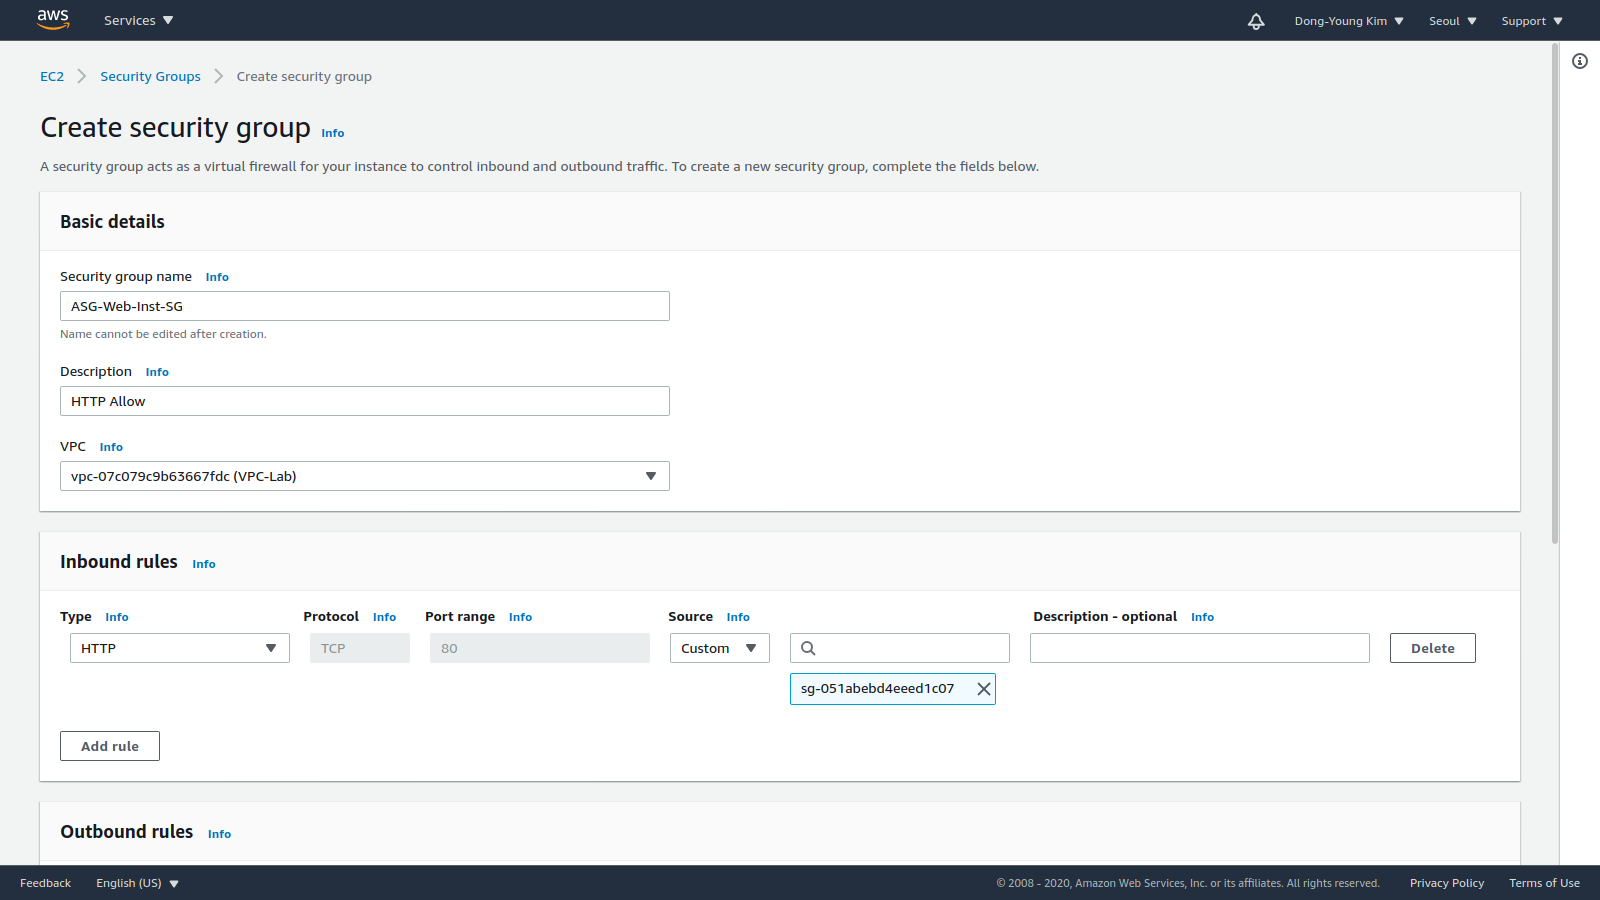 aws Services Dong-Young Kim Seoul Support
EC2 Security Groups Create security group
Create security group Info
A security group acts as a virtual firewall for your instance to control inbound and outbound traffic. To create a new security group, complete the fields below.
Basic details
Security group name Info
ASG-Web-Inst-SG
Name cannot be edited after creation.
Description Info
HTTP Allow
VPC Info
vpc-07c079c9b63667fdc (VPC-Lab)
Inbound rules Info
Type Info Protocol Info Port range Info Source Info Description - optional Info
HTTP TCP 80 Custom Delete
sg-051abebd4eeed1c07
Add rule
Outbound rules Info
Feedback English (US) © 2008 - 2020, Amazon Web Services, Inc. or its affiliates. All rights reserved. Privacy Policy Terms of Use